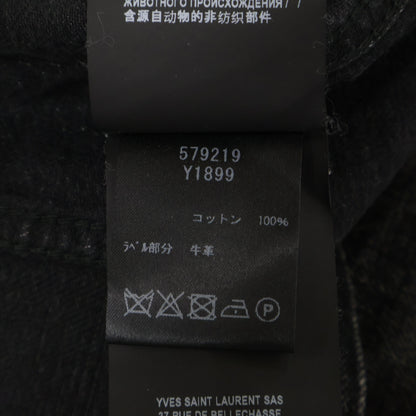 ЖИВОТНОГО ПРОИСХОЖДЕНИЯ / /
含源自动物的非纺织部件
579219
Y1899
コットン 100%
ﾗﾍﾞﾙ部分 牛革
P
YVES SAINT LAURENT SAS
37 RUE DE BELLECHASSE